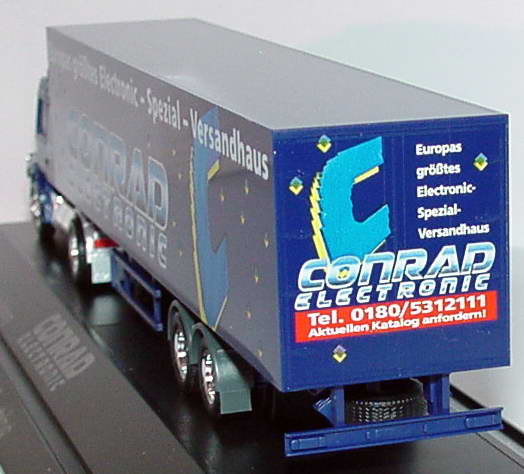 Europas größtes Electronic – Spezial – Versandhaus
CONRAD
ELECTRONIC
Europas
größtes
Electronic-
Spezial-
Versandhaus
CONRAD
ELECTRONIC
Tel. 0180/5312111
Aktuellen Katalog anfordern!
CONRAD
ELECTRONIC